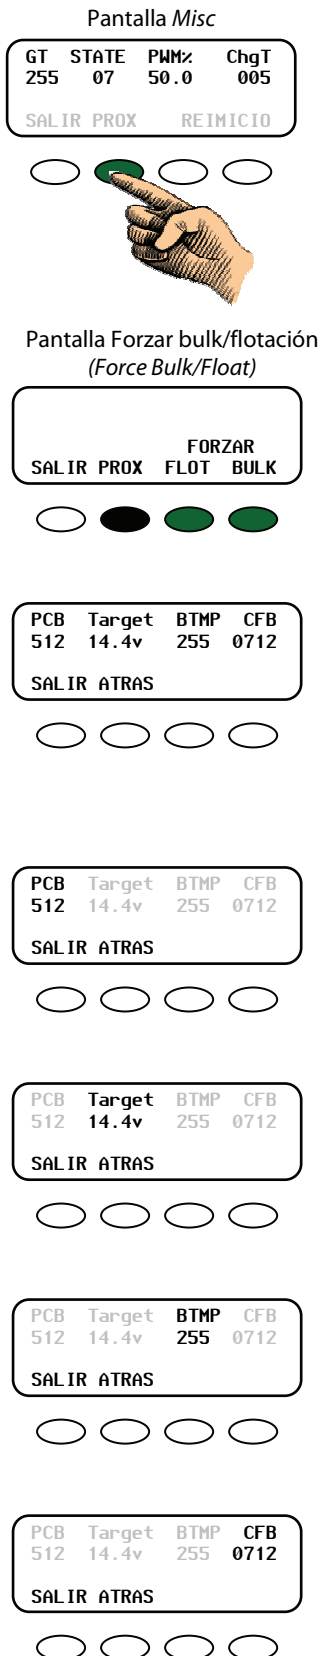 Pantalla Misc
GT STATE PWM% ChgT
255 07 50.0 005
SALIR PROX REIMICIO
Pantalla Forzar bulk/flotación
(Force Bulk/Float)
FORZAR
SALIR PROX FLOT BULK
PCB Target BTMP CFB
512 14.4v 255 0712
SALIR ATRAS
PCB Target BTMP CFB
512 14.4v 255 0712
SALIR ATRAS
PCB Target BTMP CFB
512 14.4v 255 0712
SALIR ATRAS
PCB Target BTMP CFB
512 14.4v 255 0712
SALIR ATRAS
PCB Target BTMP CFB
512 14.4v 255 0712
SALIR ATRAS